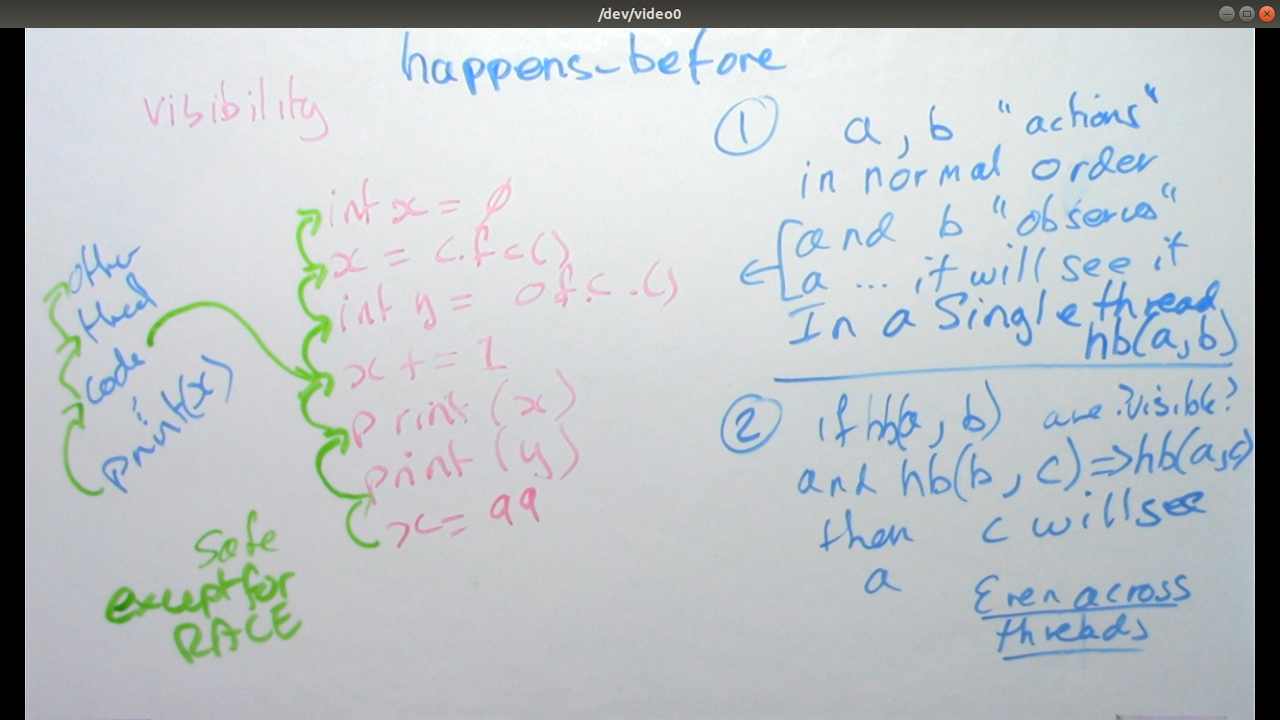 /dev/video0
happens-before
visibility
int x = 0
x = c.f c()
int y = of.c.()
x += 1
print (x)
print (y)
x = 99
other
thread
code
print(x)
Safe
except for
RACE
1
a, b "actions"
in normal order
and b "observes"
a ... it will see it
In a Single thread
hb(a,b)
2
if hb(a, b) are ?visible?
and hb(b, c) ⇒ hb(a,c)
then c will see
a
Even across
threads